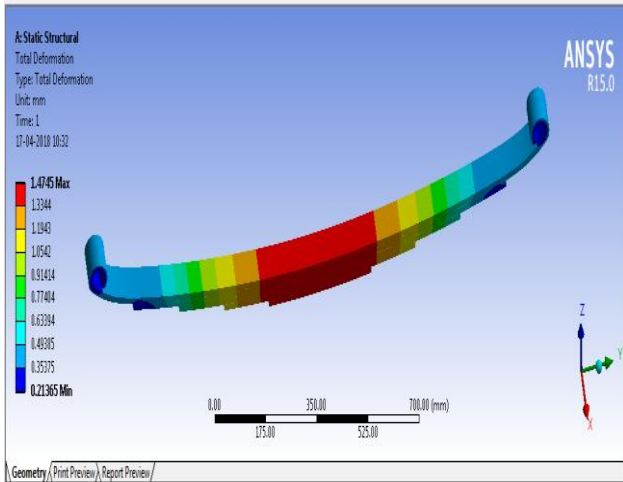 A: Static Structural
Total Deformation
Type: Total Deformation
Unit: mm
Time: 1
17-04-2018 10:32
ANSYS
R15.0
1.4745 Max
1.3344
1.1943
1.0542
0.91414
0.77404
0.63394
0.49385
0.35375
0.21365 Min
Z
Y
X
0.00 350.00 700.00 (mm)
175.00 525.00
Geometry Print Preview Report Preview